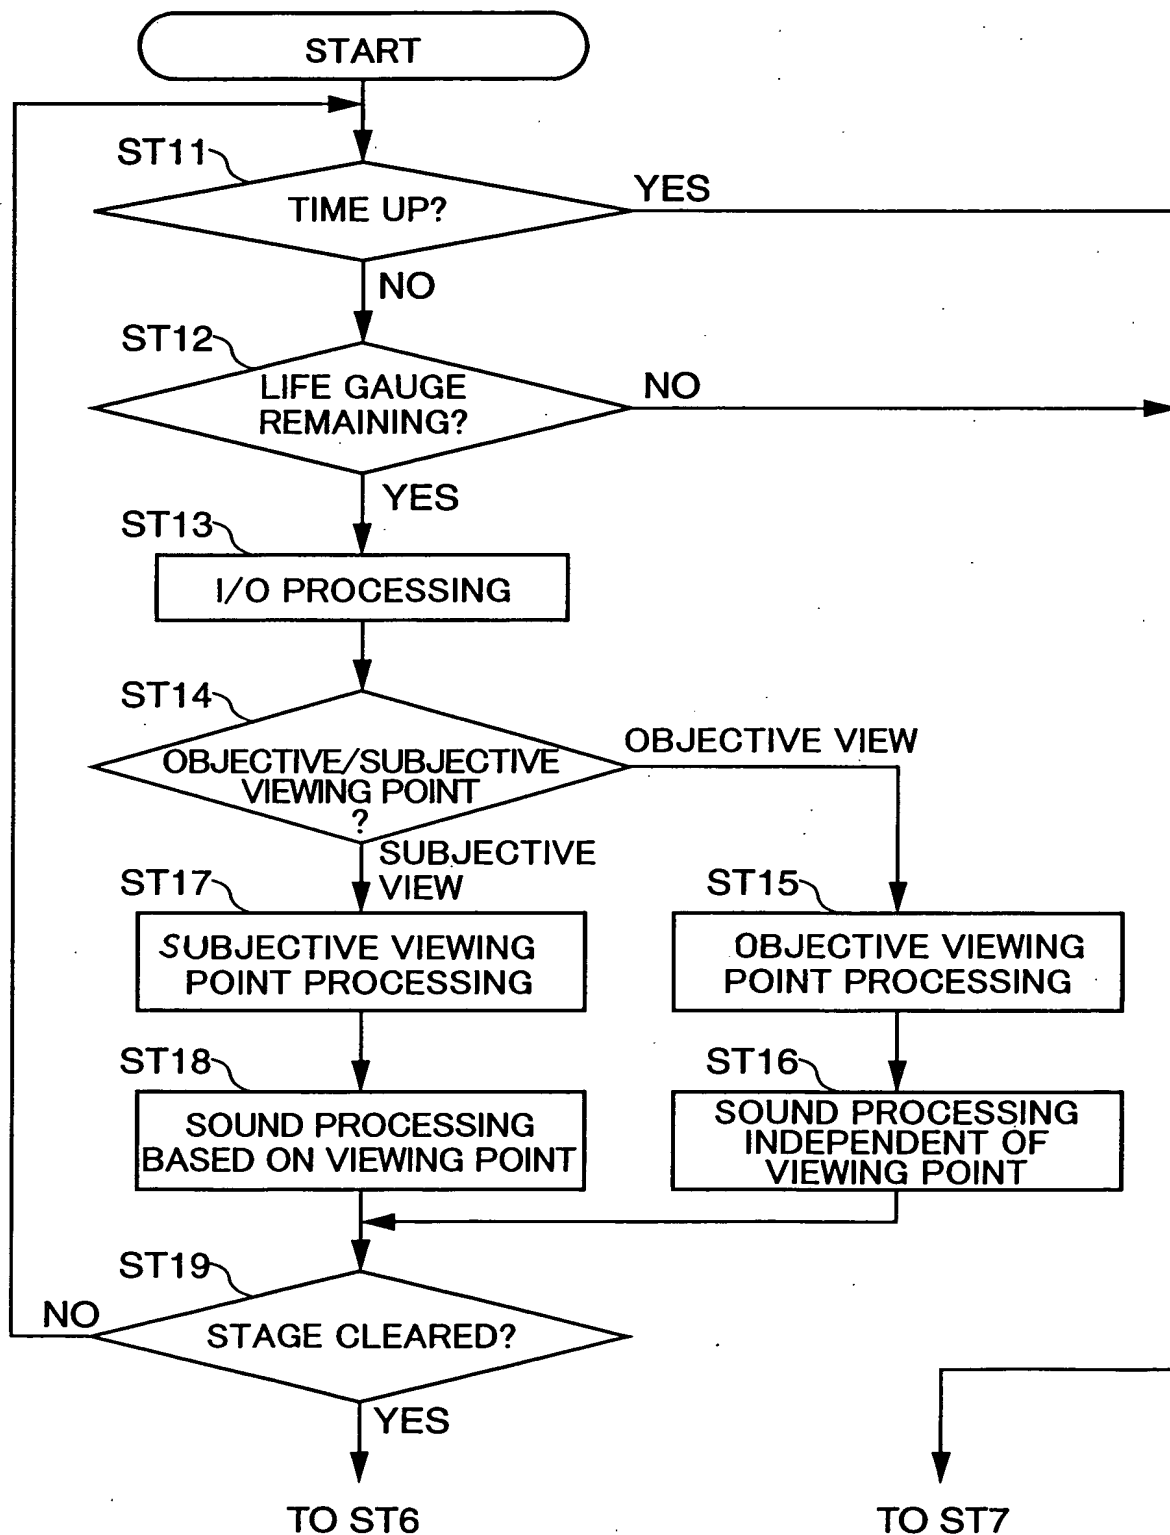 START
ST11
TIME UP?
YES
NO
ST12
LIFE GAUGE
REMAINING?
NO
YES
ST13
I/O PROCESSING
ST14
OBJECTIVE/SUBJECTIVE
VIEWING POINT
?
OBJECTIVE VIEW
SUBJECTIVE
VIEW
ST17
SUBJECTIVE VIEWING
POINT PROCESSING
ST15
OBJECTIVE VIEWING
POINT PROCESSING
ST18
SOUND PROCESSING
BASED ON VIEWING POINT
ST16
SOUND PROCESSING
INDEPENDENT OF
VIEWING POINT
ST19
NO
STAGE CLEARED?
YES
TO ST6
TO ST7